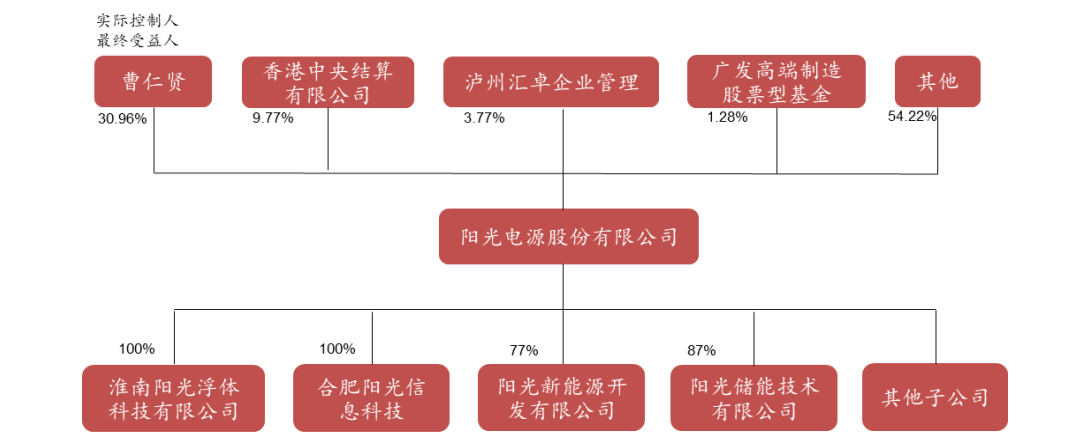 实际控制人
最终受益人
曹仁贤
香港中央结算
有限公司
泸州汇卓企业管理
广发高端制造
股票型基金
其他
30.96%
9.77%
3.77%
1.28%
54.22%
阳光电源股份有限公司
100%
100%
77%
87%
淮南阳光浮体
科技有限公司
合肥阳光信
息科技
阳光新能源开
发有限公司
阳光储能技术
有限公司
其他子公司